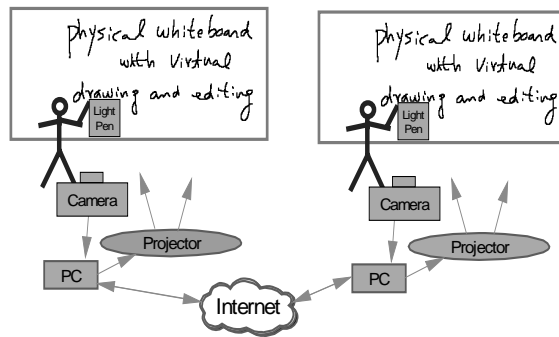 physical whiteboard
with virtual
drawing and editing
Light
Pen
Camera
Projector
PC
physical whiteboard
with virtual
drawing and editing
Light
Pen
Camera
Projector
PC
Internet